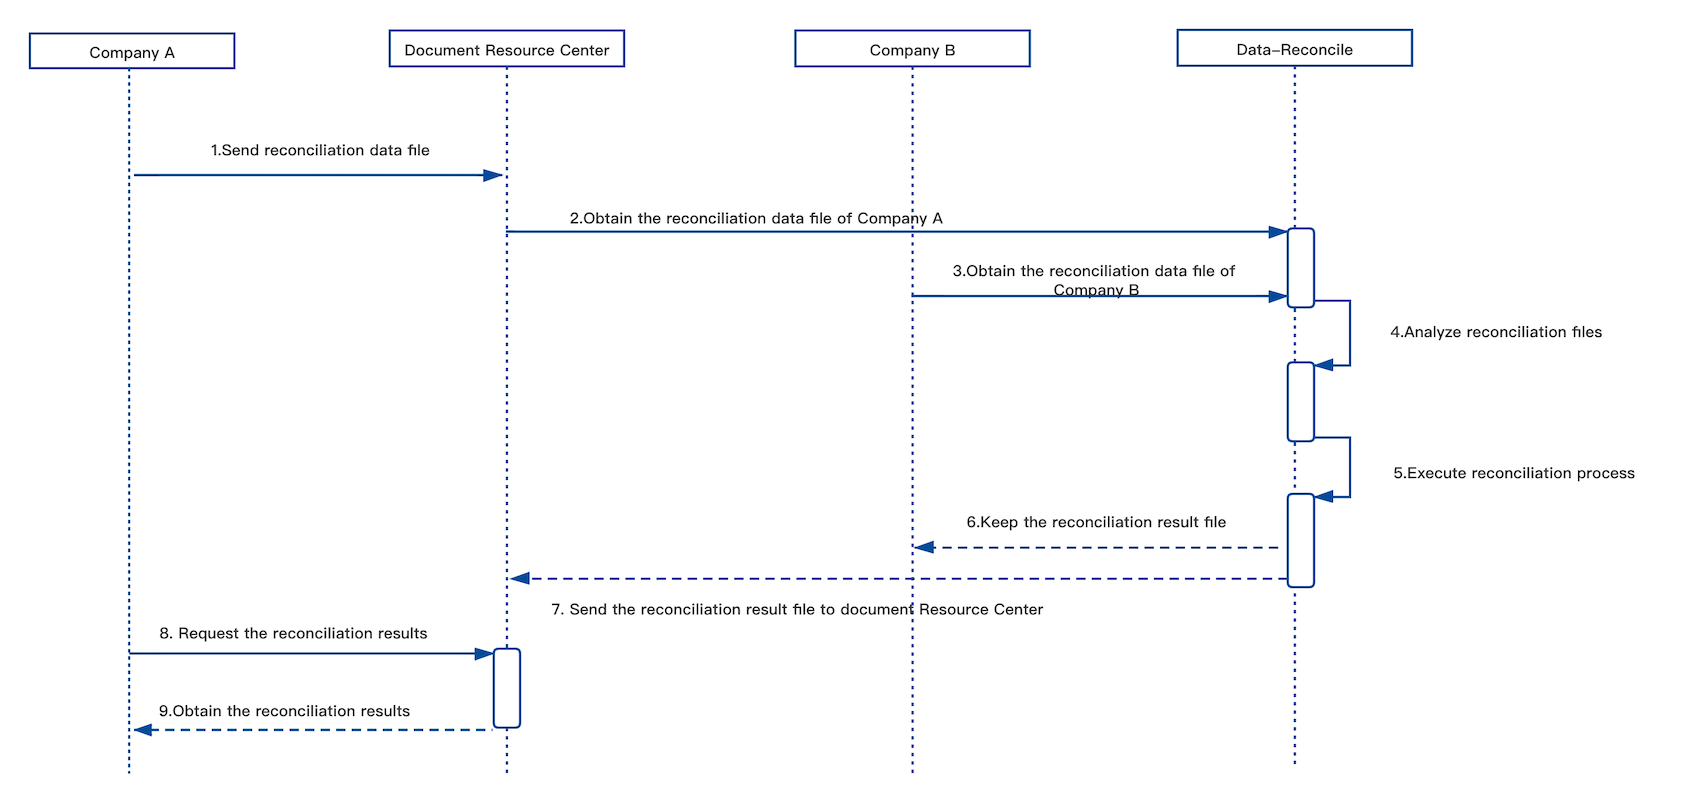 Company A
Document Resource Center
Company B
Data–Reconcile
1.Send reconciliation data file
2.Obtain the reconciliation data file of Company A
3.Obtain the reconciliation data file of
Company B
4.Analyze reconciliation files
5.Execute reconciliation process
6.Keep the reconciliation result file
7. Send the reconciliation result file to document Resource Center
8. Request the reconciliation results
9.Obtain the reconciliation results